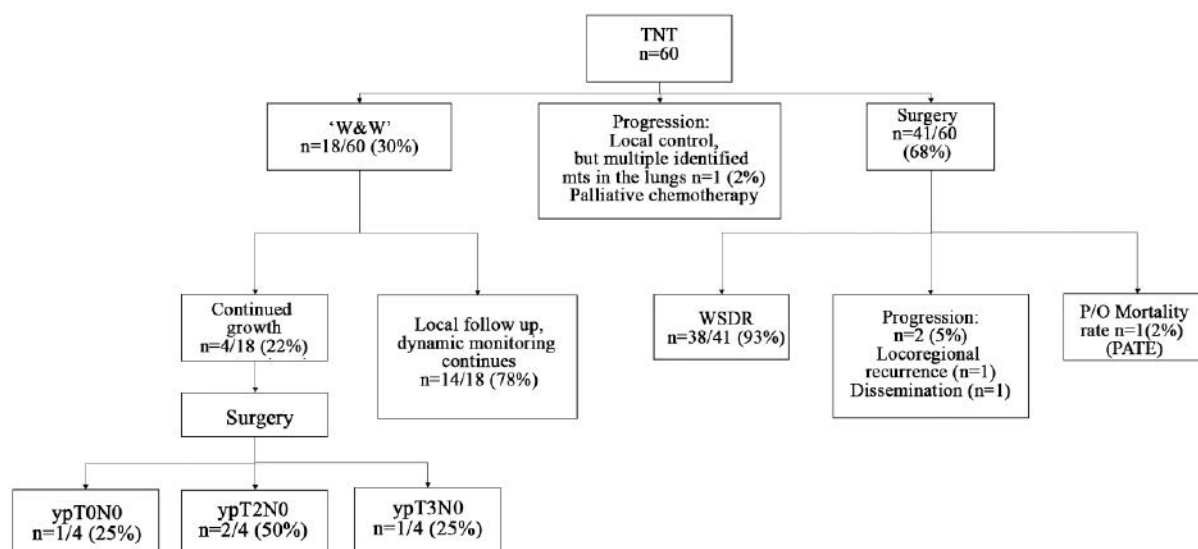 TNT
n=60
‘W&W’
n=18/60 (30%)
Progression:
Local control,
but multiple identified
mts in the lungs n=1 (2%)
Palliative chemotherapy
Surgery
n=41/60
(68%)
Continued
growth
n=4/18 (22%)
Local follow up,
dynamic monitoring
continues
n=14/18 (78%)
WSDR
n=38/41 (93%)
Progression:
n=2 (5%)
Locoregional
recurrence (n=1)
Dissemination (n=1)
P/O Mortality
rate n=1(2%)
(PATE)
Surgery
ypT0N0
n=1/4 (25%)
ypT2N0
n=2/4 (50%)
ypT3N0
n=1/4 (25%)